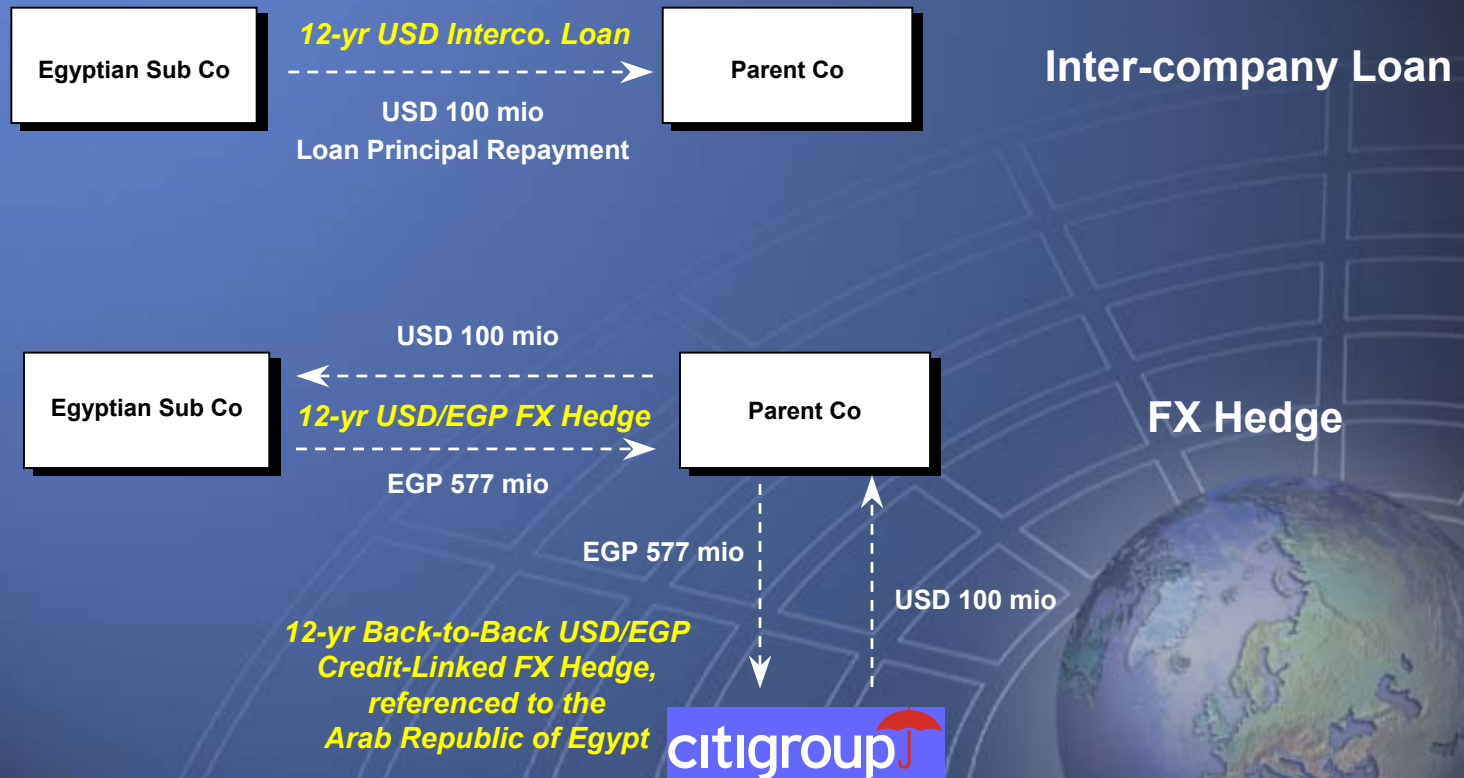 12-yr USD Interco. Loan
Egyptian Sub Co
Parent Co
Inter-company Loan
USD 100 mio
Loan Principal Repayment
USD 100 mio
Egyptian Sub Co
12-yr USD/EGP FX Hedge
Parent Co
FX Hedge
EGP 577 mio
EGP 577 mio
USD 100 mio
12-yr Back-to-Back USD/EGP
Credit-Linked FX Hedge,
referenced to the
Arab Republic of Egypt
citigroup